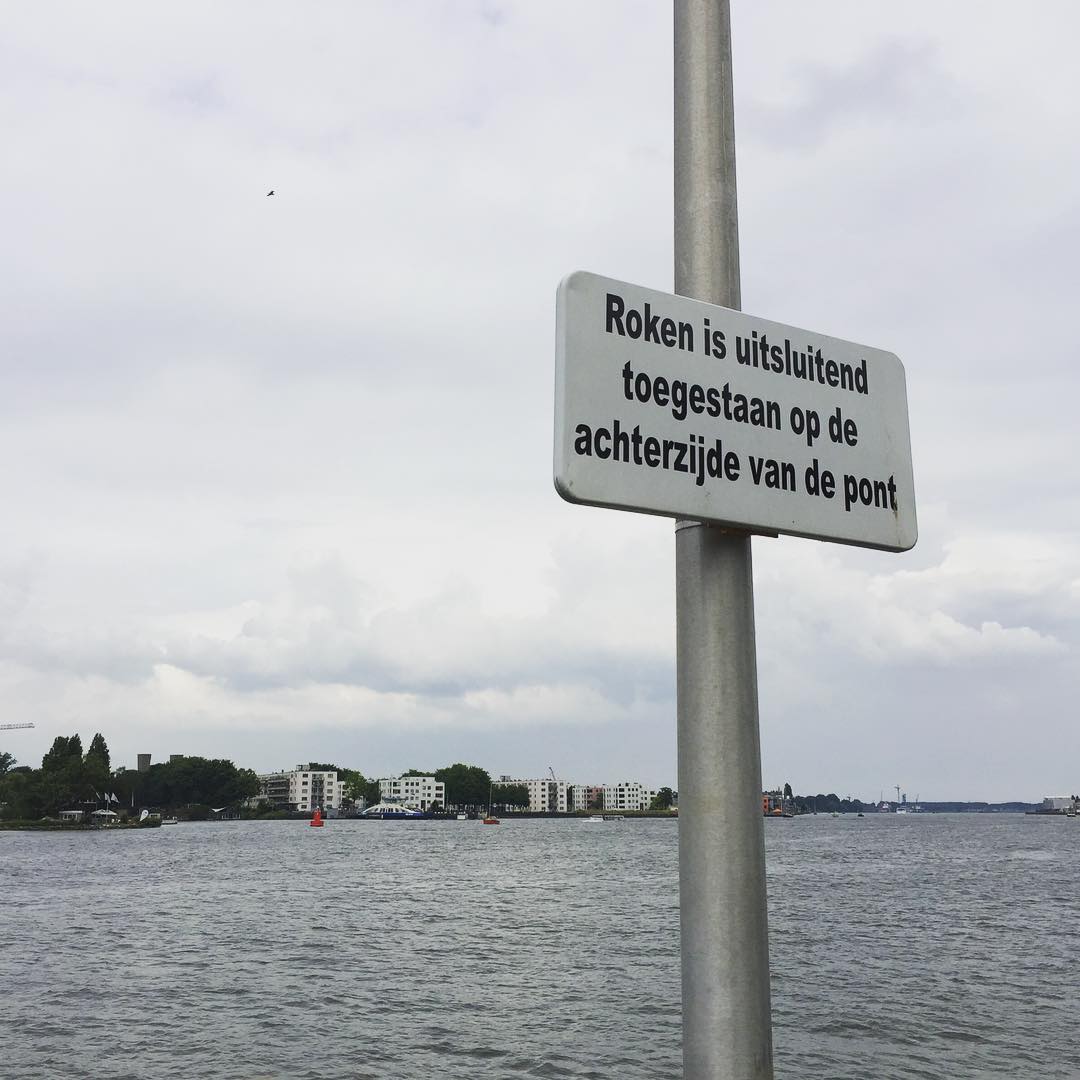 Roken is uitsluitend
toegestaan op de
achterzijde van de pont